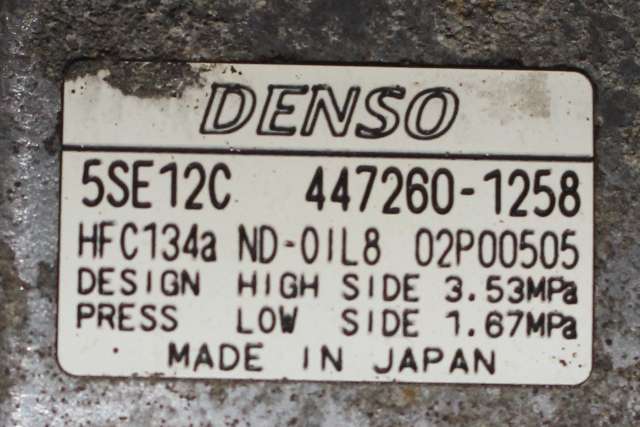 DENSO
5SE12C 447260-1258
HFC134a ND-OIL8 02P00505
DESIGN HIGH SIDE 3.53MPa
PRESS LOW SIDE 1.67MPa
MADE IN JAPAN